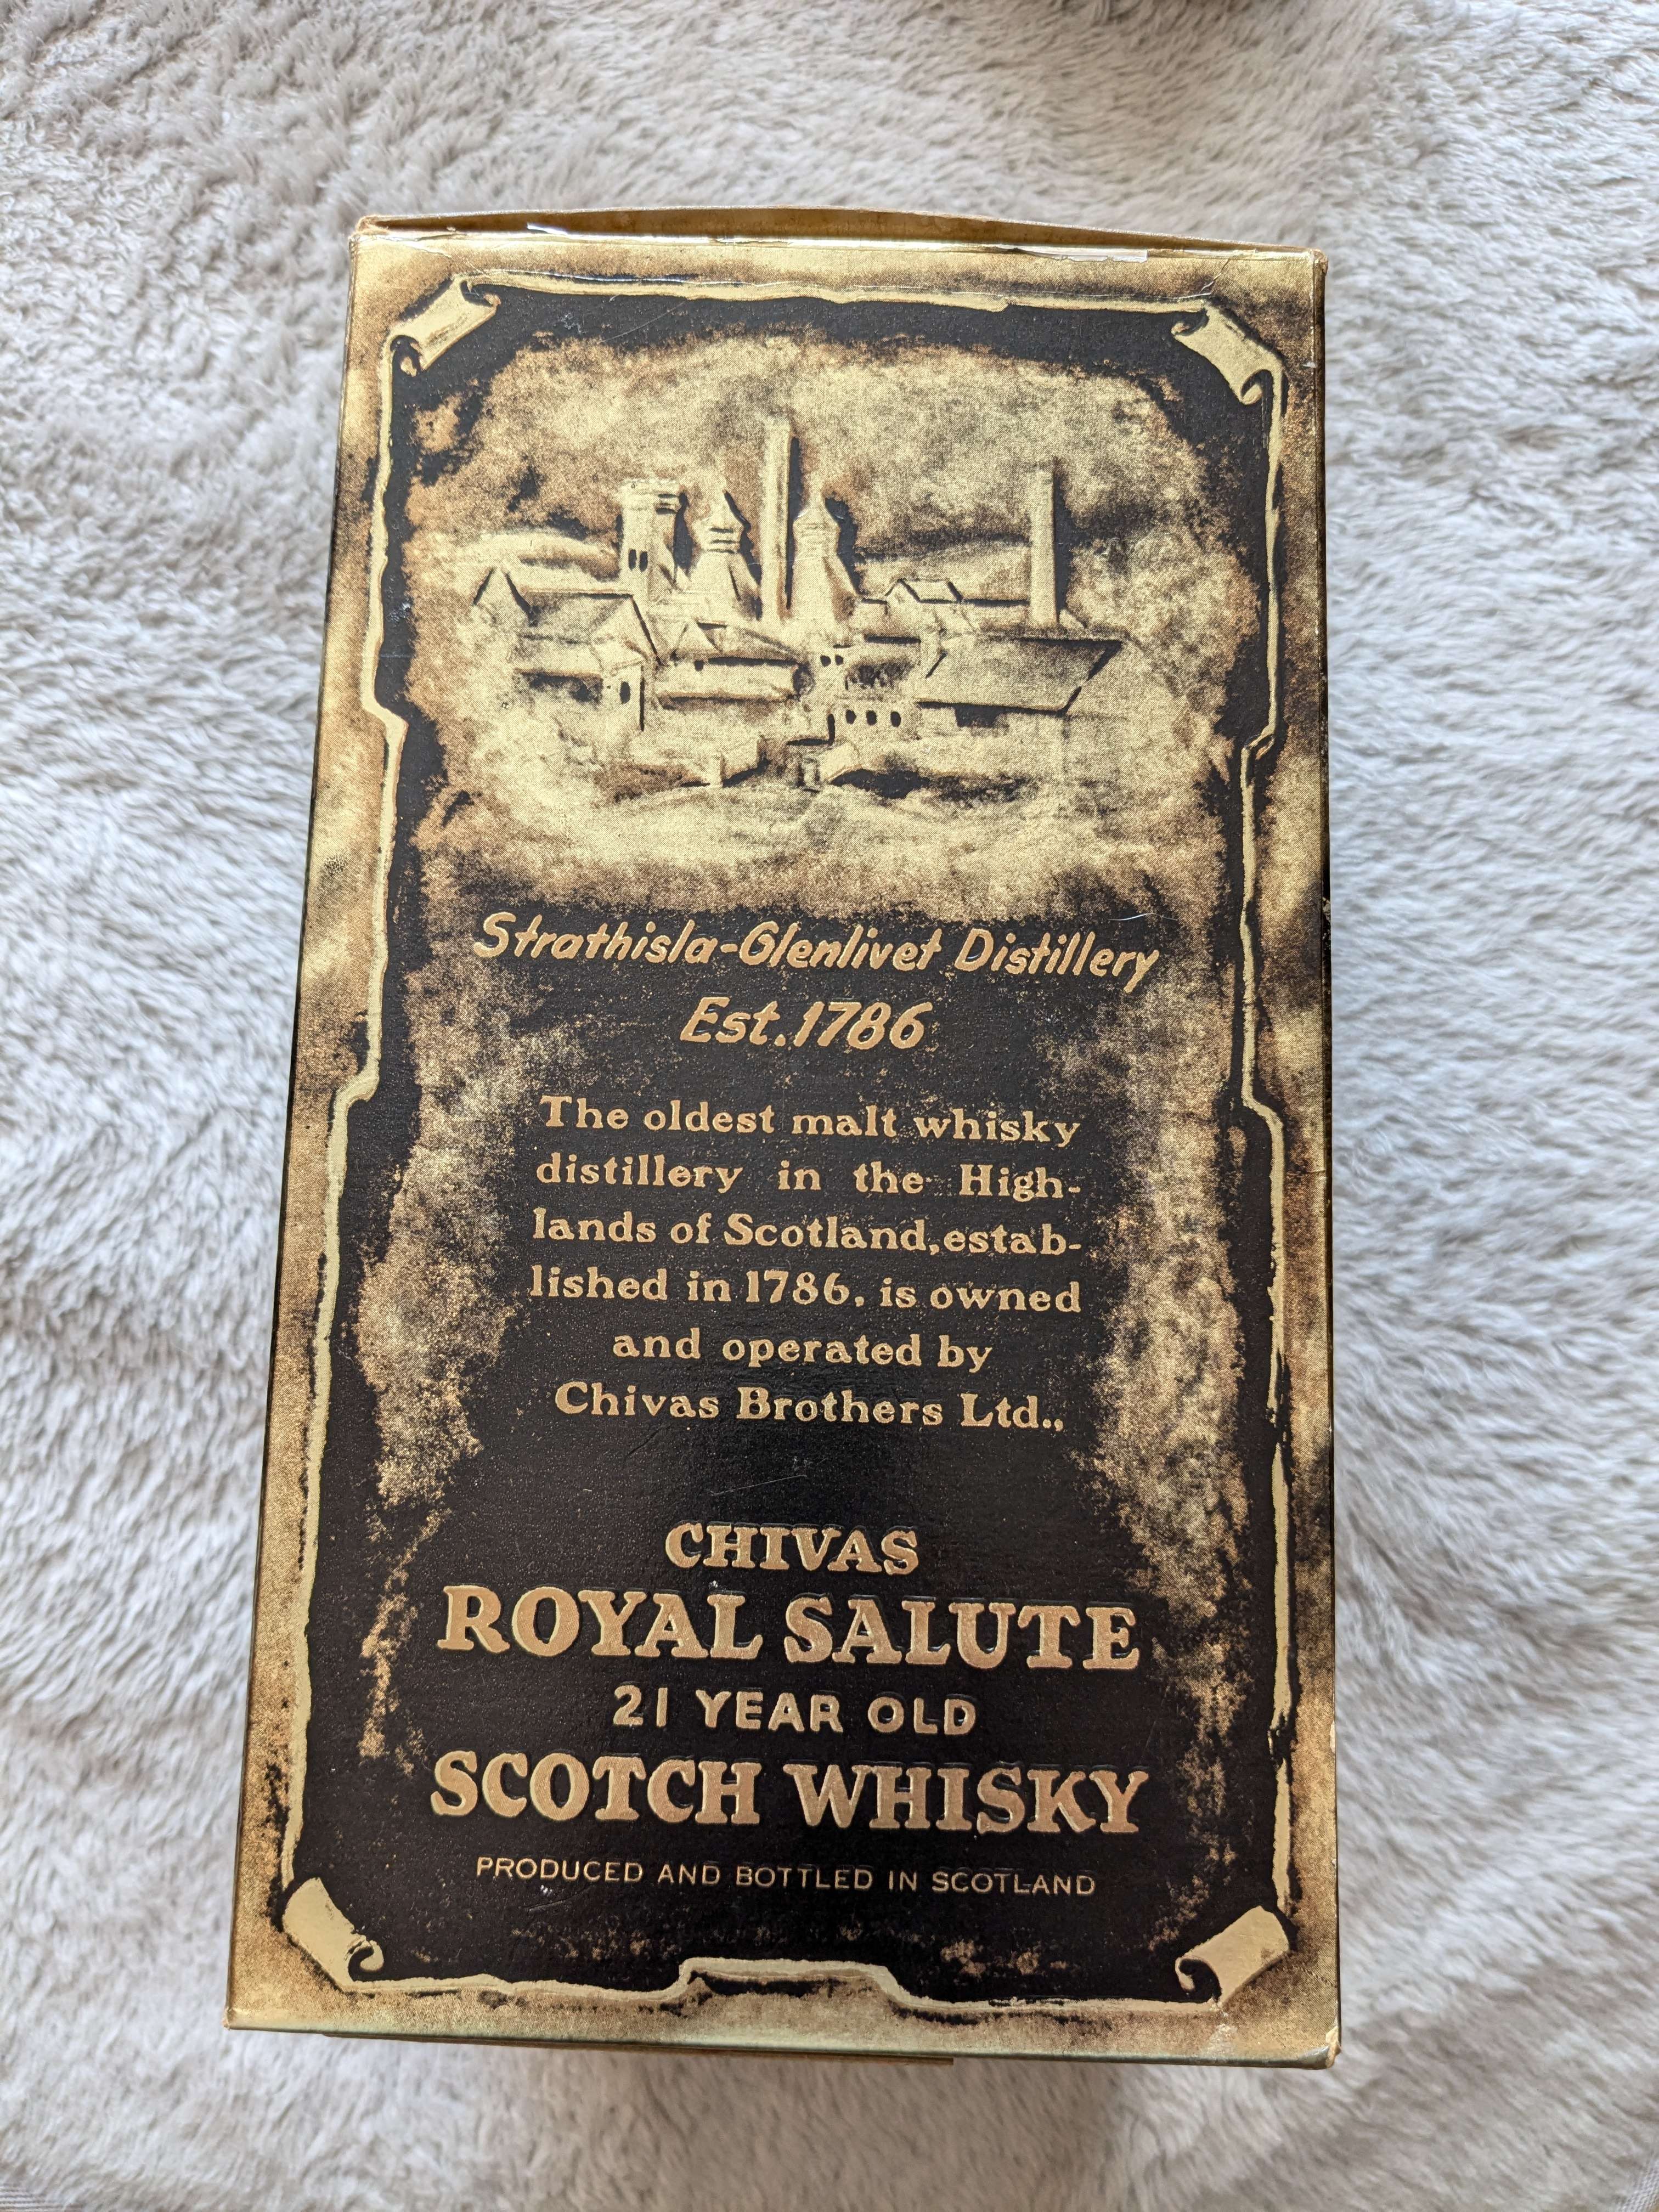 Strathisla-Glenlivet Distillery
Est.1786
The oldest malt whisky
distillery in the High-
lands of Scotland, estab-
lished in 1786, is owned
and operated by
Chivas Brothers Ltd.,
CHIVAS
ROYAL SALUTE
21 YEAR OLD
SCOTCH WHISKY
PRODUCED AND BOTTLED IN SCOTLAND